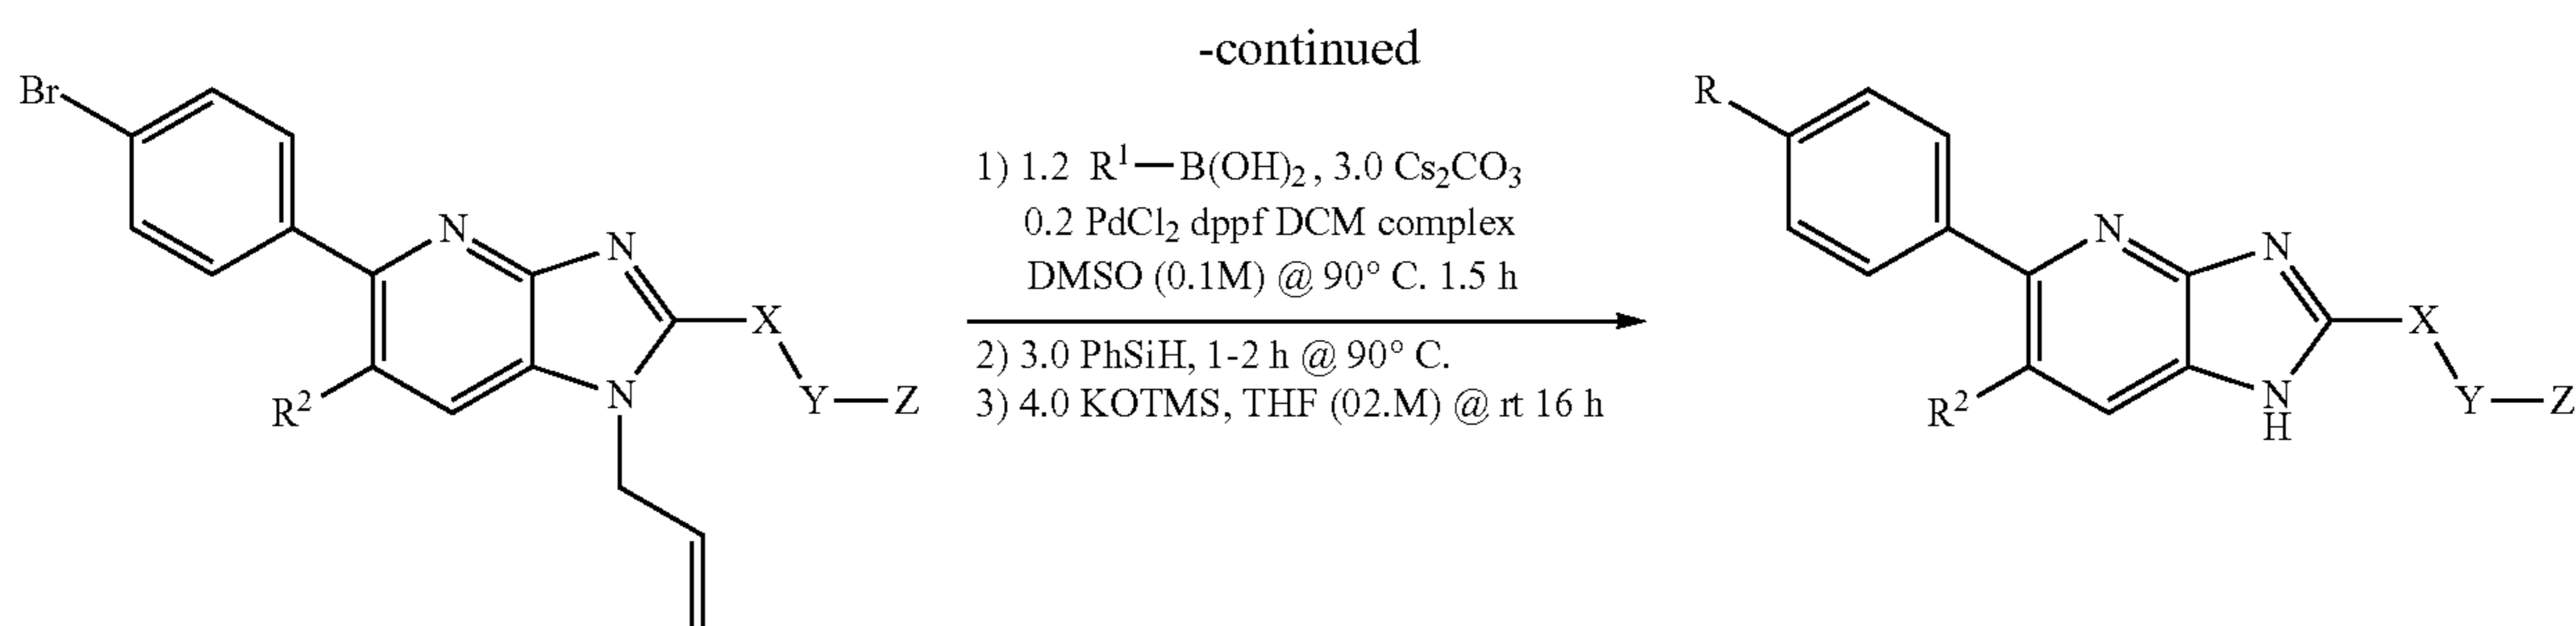 -continued
Br
N
N
X
Y—Z
R²
N
1) 1.2 R¹—B(OH)₂, 3.0 Cs₂CO₃
0.2 PdCl₂ dppf DCM complex
DMSO (0.1M) @ 90° C. 1.5 h
2) 3.0 PhSiH, 1-2 h @ 90° C.
3) 4.0 KOTMS, THF (02.M) @ rt 16 h
R
N
N
X
Y—Z
R²
N
H